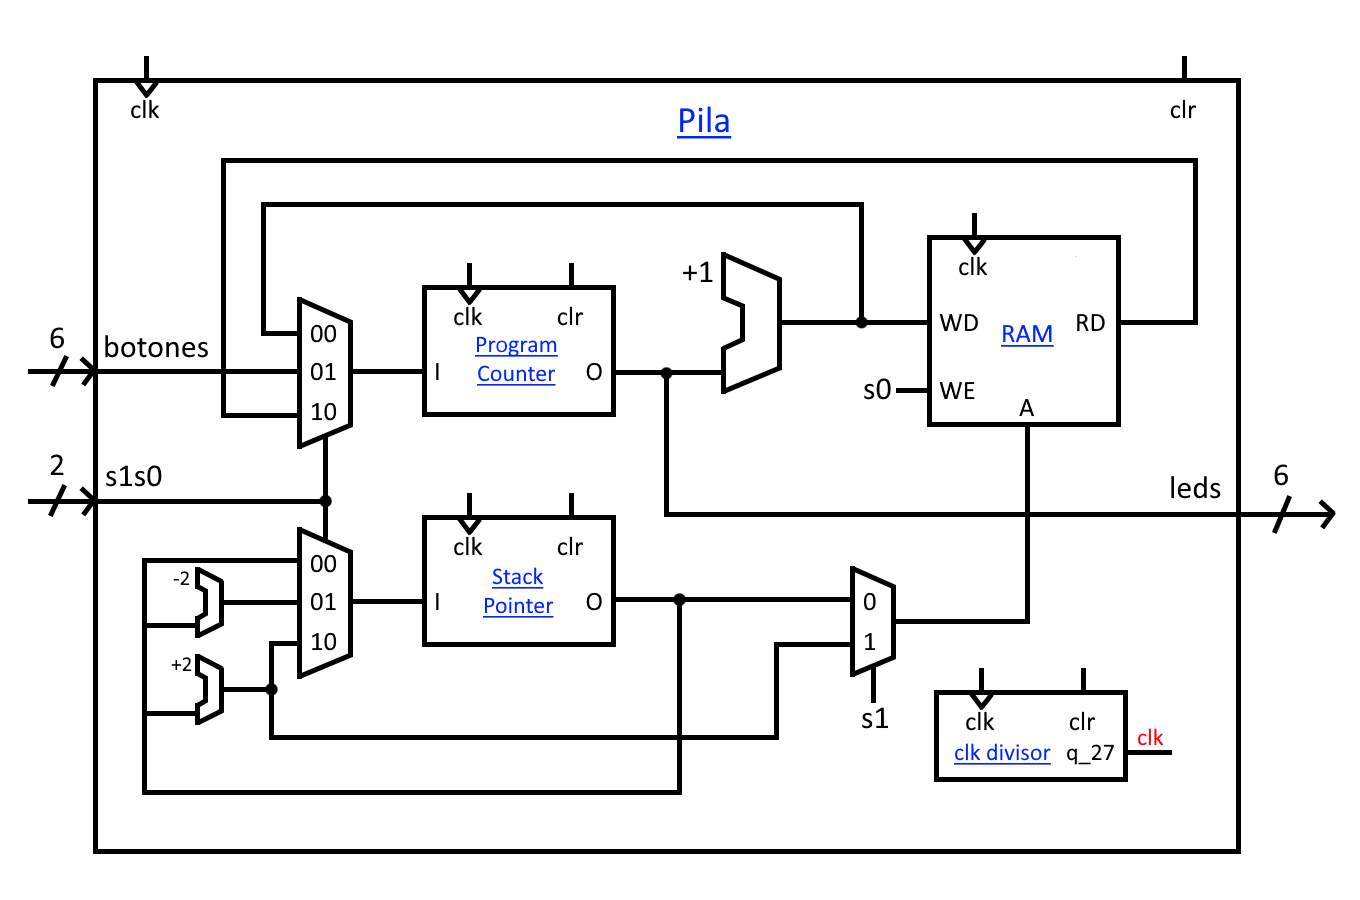 clk
clr
Pila
+1
clk
00
clk
clr
WD
RAM
RD
6
botones
Program
01
I
Counter
O
s0
WE
10
A
2
s1s0
leds
6
clk
clr
00
-2
Stack
01
I
Pointer
O
0
10
1
+2
s1
clk
clr
clk
clk divisor
q_27